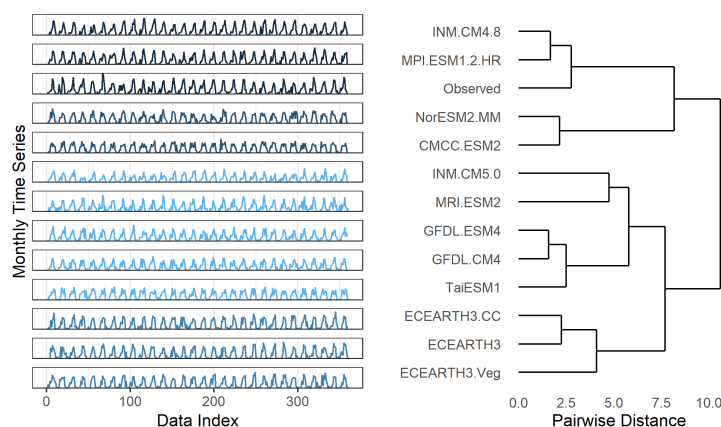 Monthly Time Series
0
100
200
300
Data Index
INM.CM4.8
MPI.ESM1.2.HR
Observed
NorESM2.MM
CMCC.ESM2
INM.CM5.0
MRI.ESM2
GFDL.ESM4
GFDL.CM4
TaiESM1
ECEARTH3.CC
ECEARTH3
ECEARTH3.Veg
0.0
2.5
5.0
7.5
10.0
Pairwise Distance